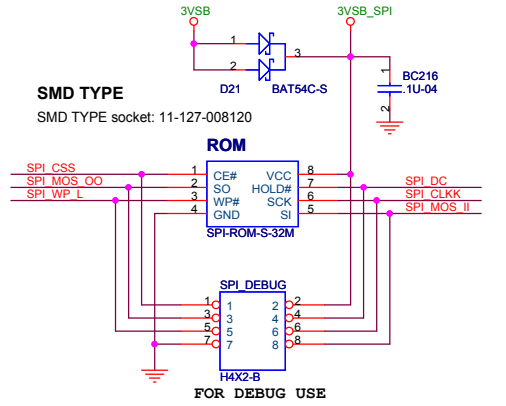 3VSB 3VSB_SPI
1 3
2
D21 BAT54C-S
1 BC216
.1U-04
2
SMD TYPE
SMD TYPE socket: 11-127-008120
ROM
SPI_CSS 1 CE# VCC 8
SPI_MOS_OO 2 SO HOLD# 7 SPI_DC
SPI_WP_L 3 WP# SCK 6 SPI_CLKK
4 GND SI 5 SPI_MOS_II
SPI-ROM-S-32M
SPI_DEBUG
1 1 2 2
3 3 4 4
5 5 6 6
7 7 8 8
H4X2-B
FOR DEBUG USE